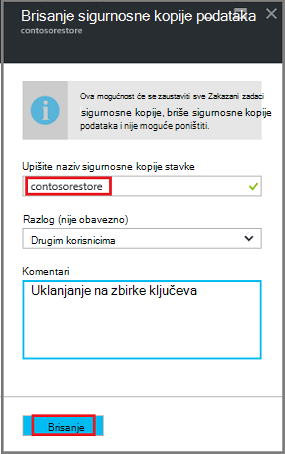 Brisanje sigurnosne kopije podataka
contosorestore
Ova mogućnost će se zaustaviti sve Zakazani zadaci
sigurnosne kopije, briše sigurnosne kopije
podataka i nije moguće poništiti.
Upišite naziv sigurnosne kopije stavke
contosorestore
Razlog (nije obavezno)
Drugim korisnicima
Komentari
Uklanjanje na zbirke ključeva
Brisanje